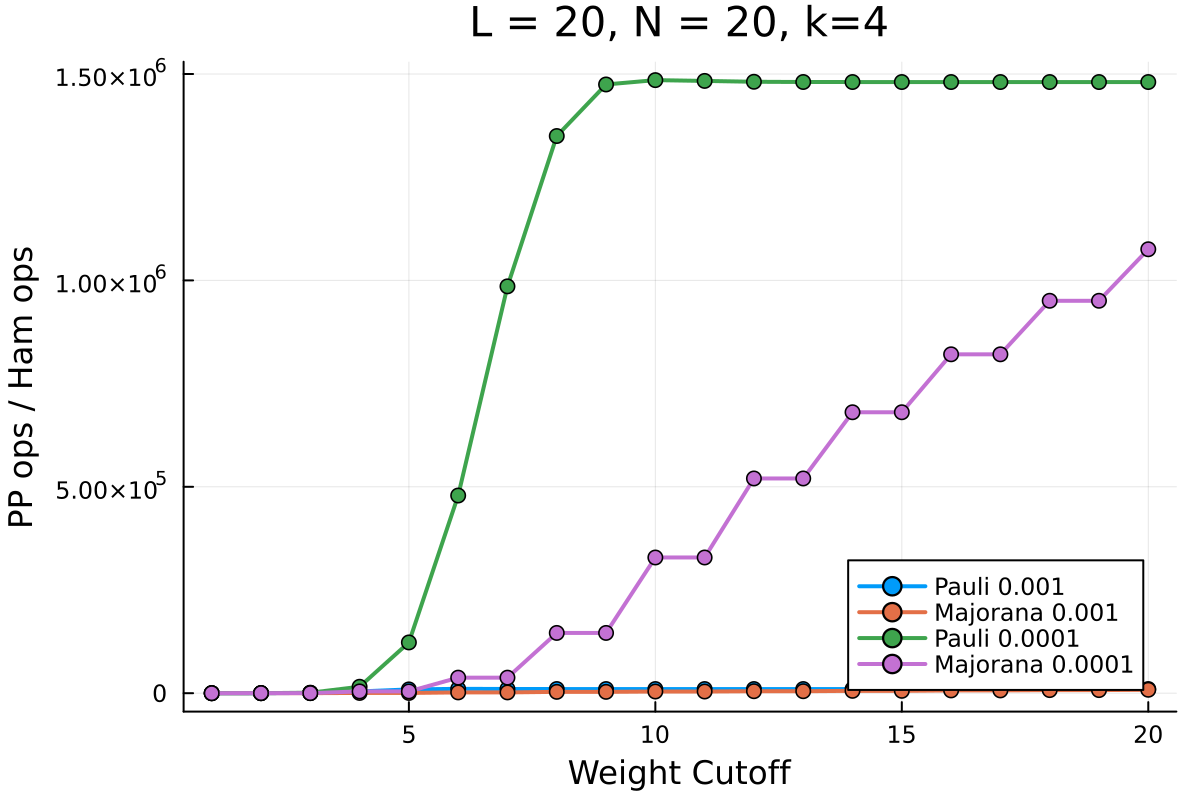 L = 20, N = 20, k=4
PP ops / Ham ops
1.50×10⁶
1.00×10⁶
5.00×10⁵
0
5
10
15
20
Weight Cutoff
Pauli 0.001
Majorana 0.001
Pauli 0.0001
Majorana 0.0001